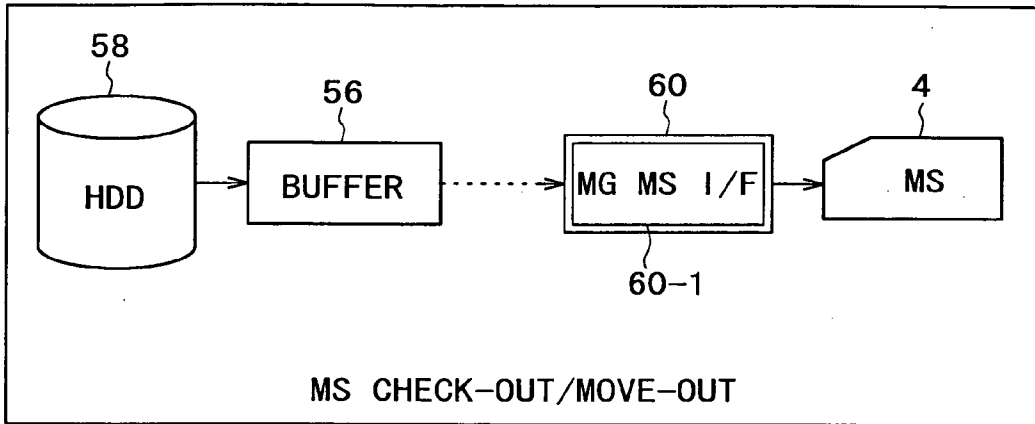 58
56
60
4
HDD
BUFFER
MG MS I/F
MS
60-1
MS CHECK-OUT/MOVE-OUT